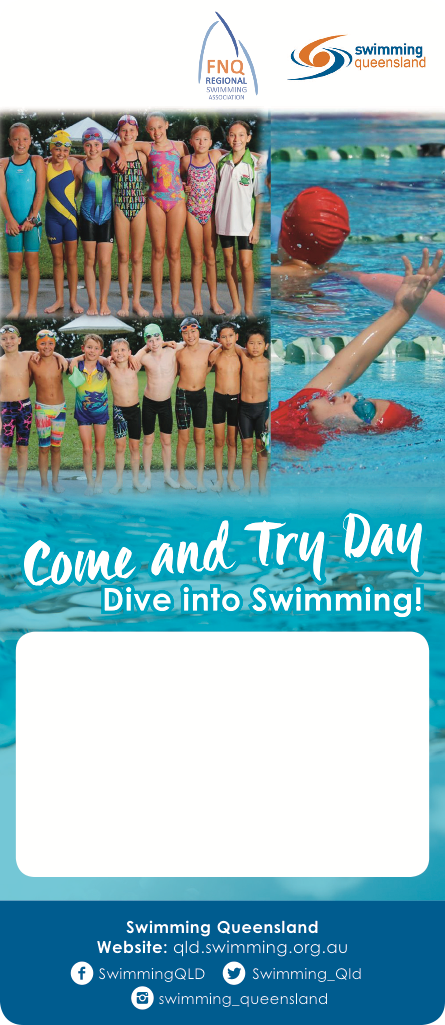 FNQ
REGIONAL
SWIMMING
ASSOCIATION
swimming
queensland
Come and Try Day
Dive into Swimming!
Swimming Queensland
Website: qld.swimming.org.au
SwimmingQLD Swimming_Qld
swimming_queensland